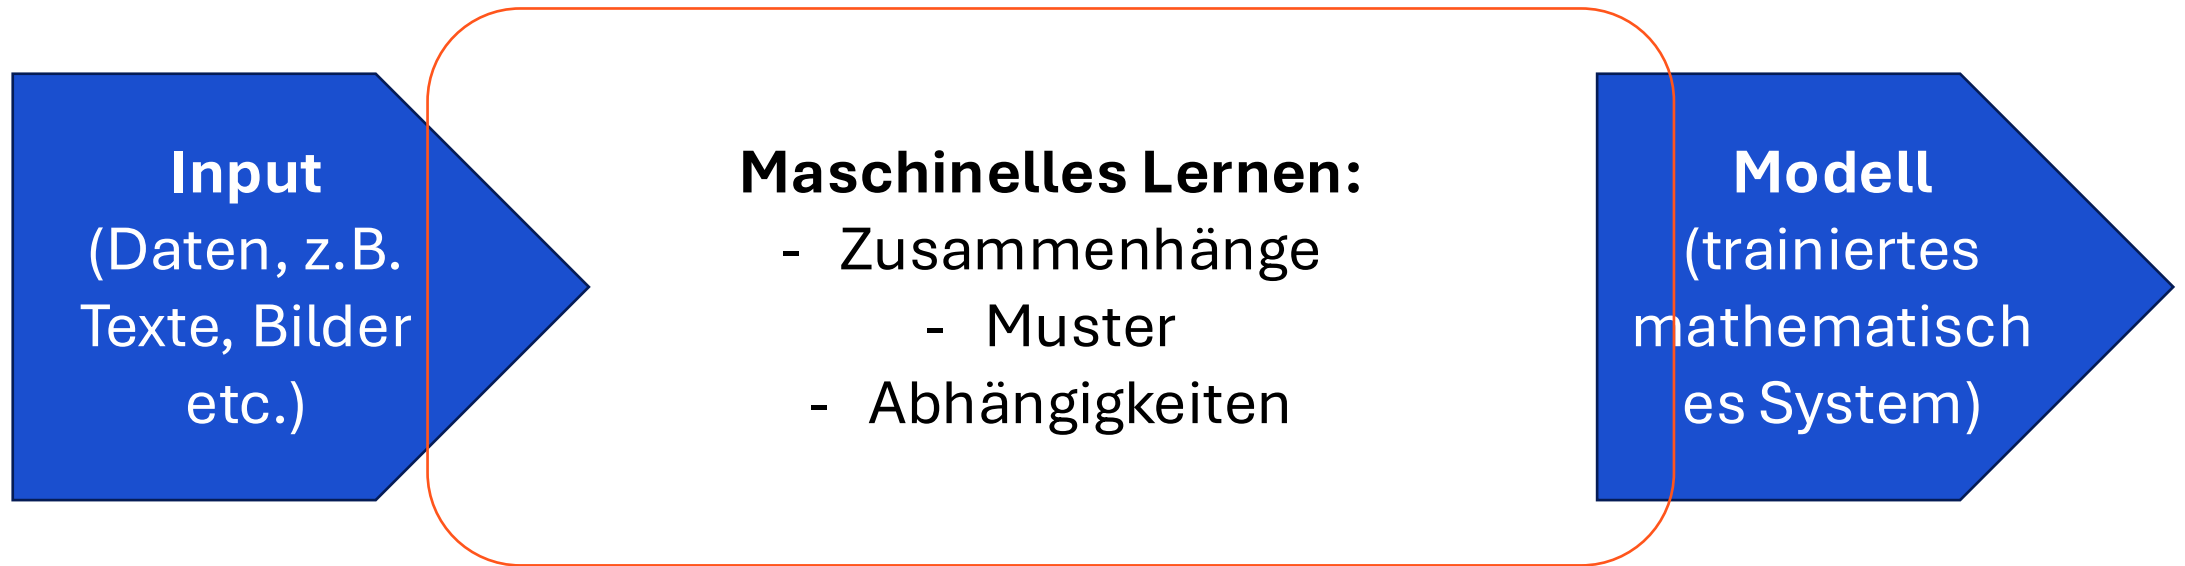 Input
(Daten, z.B.
Texte, Bilder
etc.)
Maschinelles Lernen:
- Zusammenhänge
- Muster
- Abhängigkeiten
Modell
(trainiertes
mathematisch
es System)